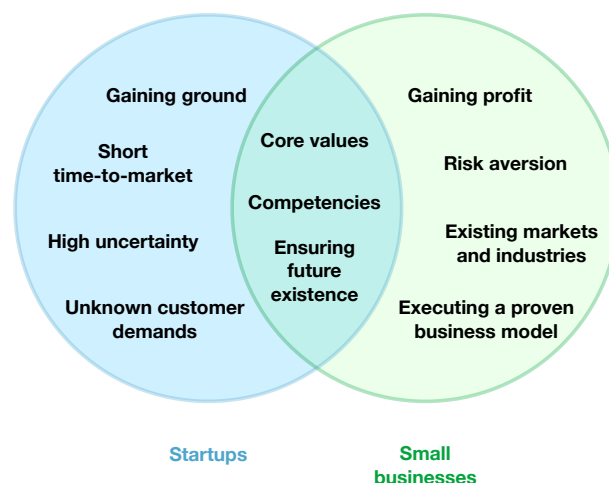 Gaining ground
Short
time-to-market
High uncertainty
Unknown customer
demands
Core values
Competencies
Ensuring
future
existence
Gaining profit
Risk aversion
Existing markets
and industries
Executing a proven
business model
Startups
Small
businesses